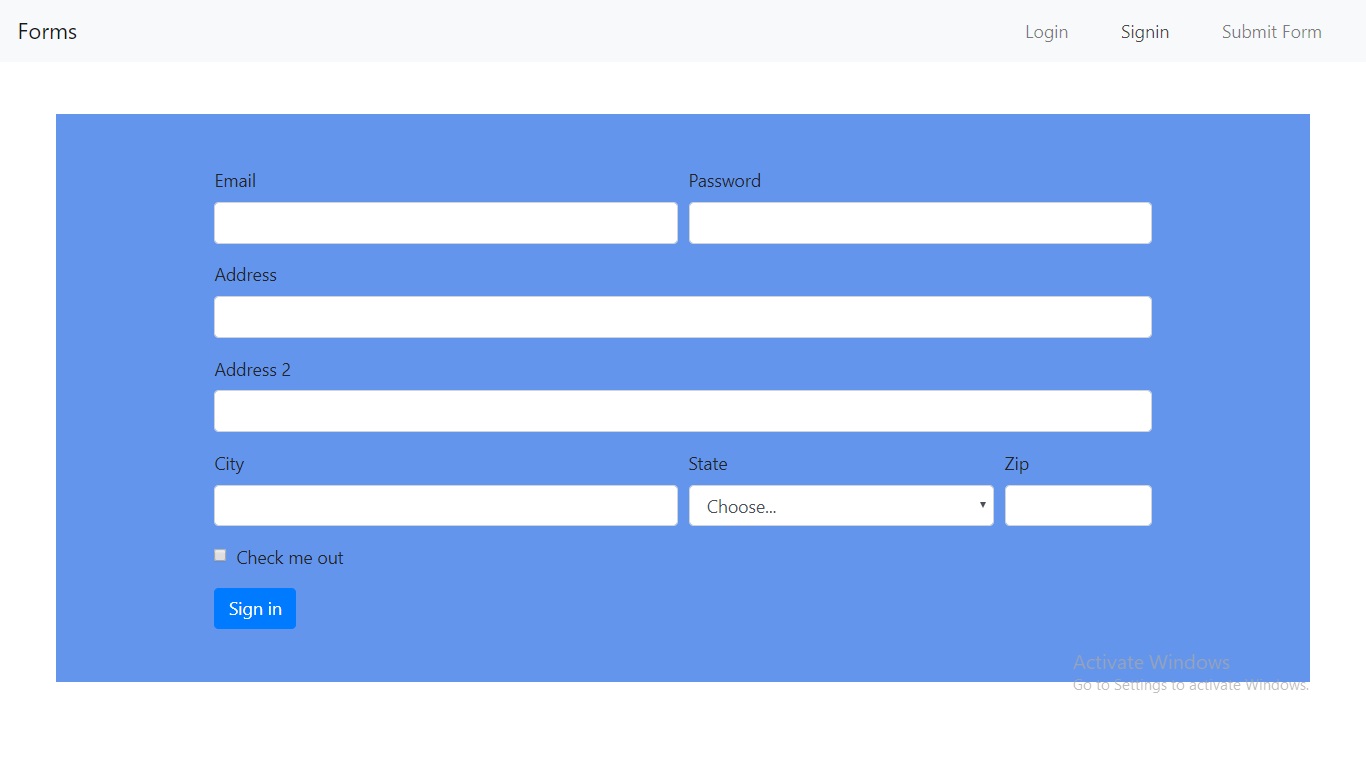 Forms
Login Signin Submit Form
Email Password
Address
Address 2
City State Zip
Choose...
Check me out
Sign in
Activate Windows
Go to Settings to activate Windows.